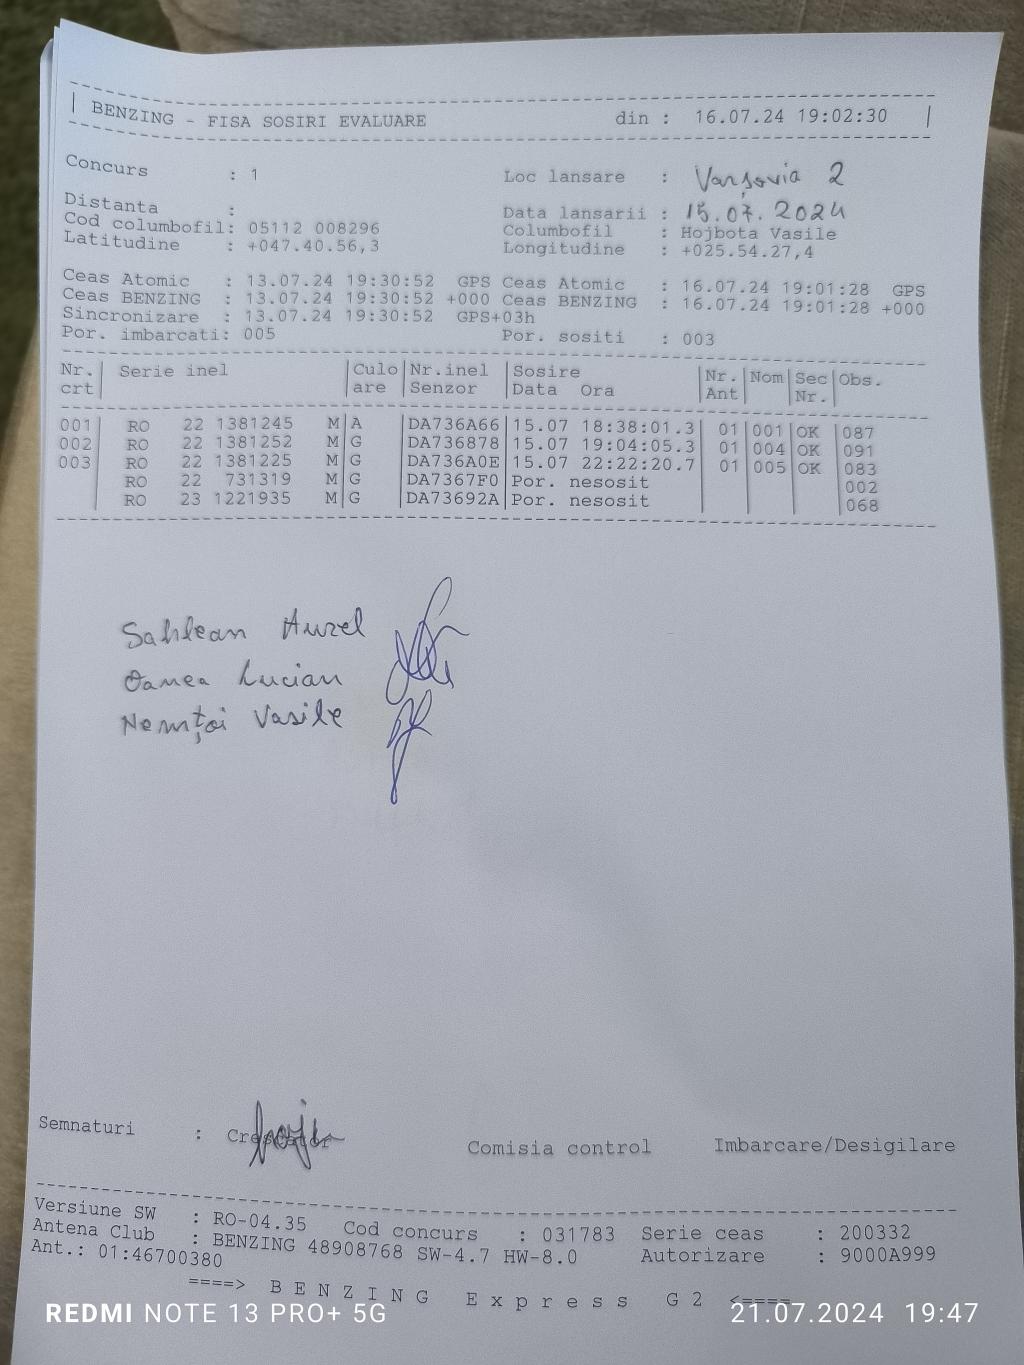 BENZING - FISA SOSIRI EVALUARE din : 16.07.24 19:02:30
Concurs : 1 Loc lansare : Varșovia 2
Distanta : Data lansarii : 15.07.2024
Cod columbofil: 05112 008296 Columbofil : Hojbota Vasile
Latitudine : +047.40.56,3 Longitudine : +025.54.27,4
Ceas Atomic : 13.07.24 19:30:52 GPS Ceas Atomic : 16.07.24 19:01:28 GPS
Ceas BENZING : 13.07.24 19:30:52 +000 Ceas BENZING : 16.07.24 19:01:28 +000
Sincronizare : 13.07.24 19:30:52 GPS+03h
Por. imbarcati: 005 Por. sositi : 003
Nr. Serie inel Culo Nr.inel Sosire Nr. Nom Sec Obs.
crt are Senzor Data Ora Ant Nr.
001 RO 22 1381245 M A DA736A66 15.07 18:38:01.3 01 001 OK 087
002 RO 22 1381252 M G DA736878 15.07 19:04:05.3 01 004 OK 091
003 RO 22 1381225 M G DA736A0E 15.07 22:22:20.7 01 005 OK 083
RO 22 731319 M G DA7367F0 Por. nesosit 002
RO 23 1221935 M G DA73692A Por. nesosit 068
Sahlean Aurel
Oanea Lucian
Nemțoi Vasile
Semnaturi : Crescator Comisia control Imbarcare/Desigilare
Versiune SW : RO-04.35 Cod concurs : 031783 Serie ceas : 200332
Antena Club : BENZING 48908768 SW-4.7 HW-8.0 Autorizare : 9000A999
Ant.: 01:46700380
====> B E N Z I N G E x p r e s s G 2 <====
REDMI NOTE 13 PRO+ 5G 21.07.2024 19:47